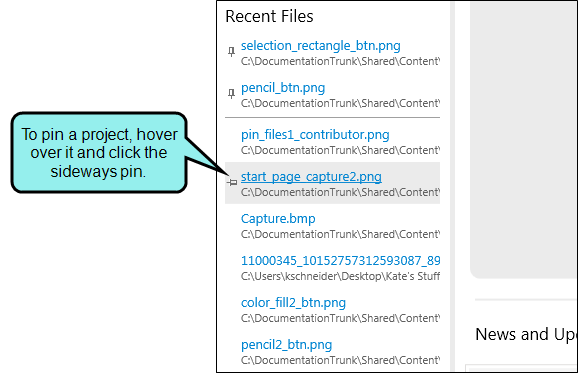 Recent Files
selection_rectangle_btn.png
C:\DocumentationTrunk\Shared\Content\
pencil_btn.png
C:\DocumentationTrunk\Shared\Content\
pin_files1_contributor.png
C:\DocumentationTrunk\Shared\Content\
To pin a project, hover
over it and click the
sideways pin.
start_page_capture2.png
C:\DocumentationTrunk\Shared\Content\
Capture.bmp
C:\DocumentationTrunk\Shared\Content\
11000345_10152757312593087_89
C:\Users\kschneider\Desktop\Kate's Stuff
color_fill2_btn.png
C:\DocumentationTrunk\Shared\Content\
pencil2_btn.png
C:\DocumentationTrunk\Shared\Content\
News and Upd